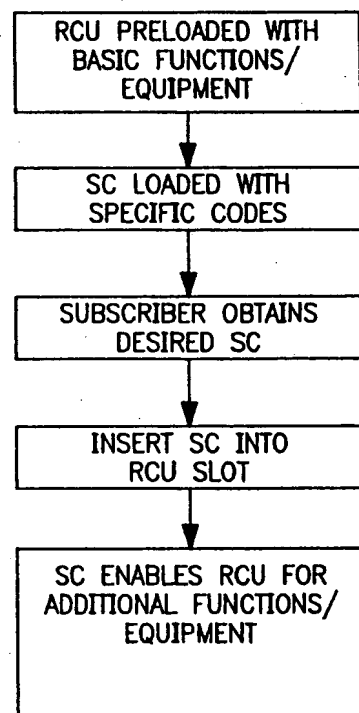 RCU PRELOADED WITH
BASIC FUNCTIONS/
EQUIPMENT
SC LOADED WITH
SPECIFIC CODES
SUBSCRIBER OBTAINS
DESIRED SC
INSERT SC INTO
RCU SLOT
SC ENABLES RCU FOR
ADDITIONAL FUNCTIONS/
EQUIPMENT